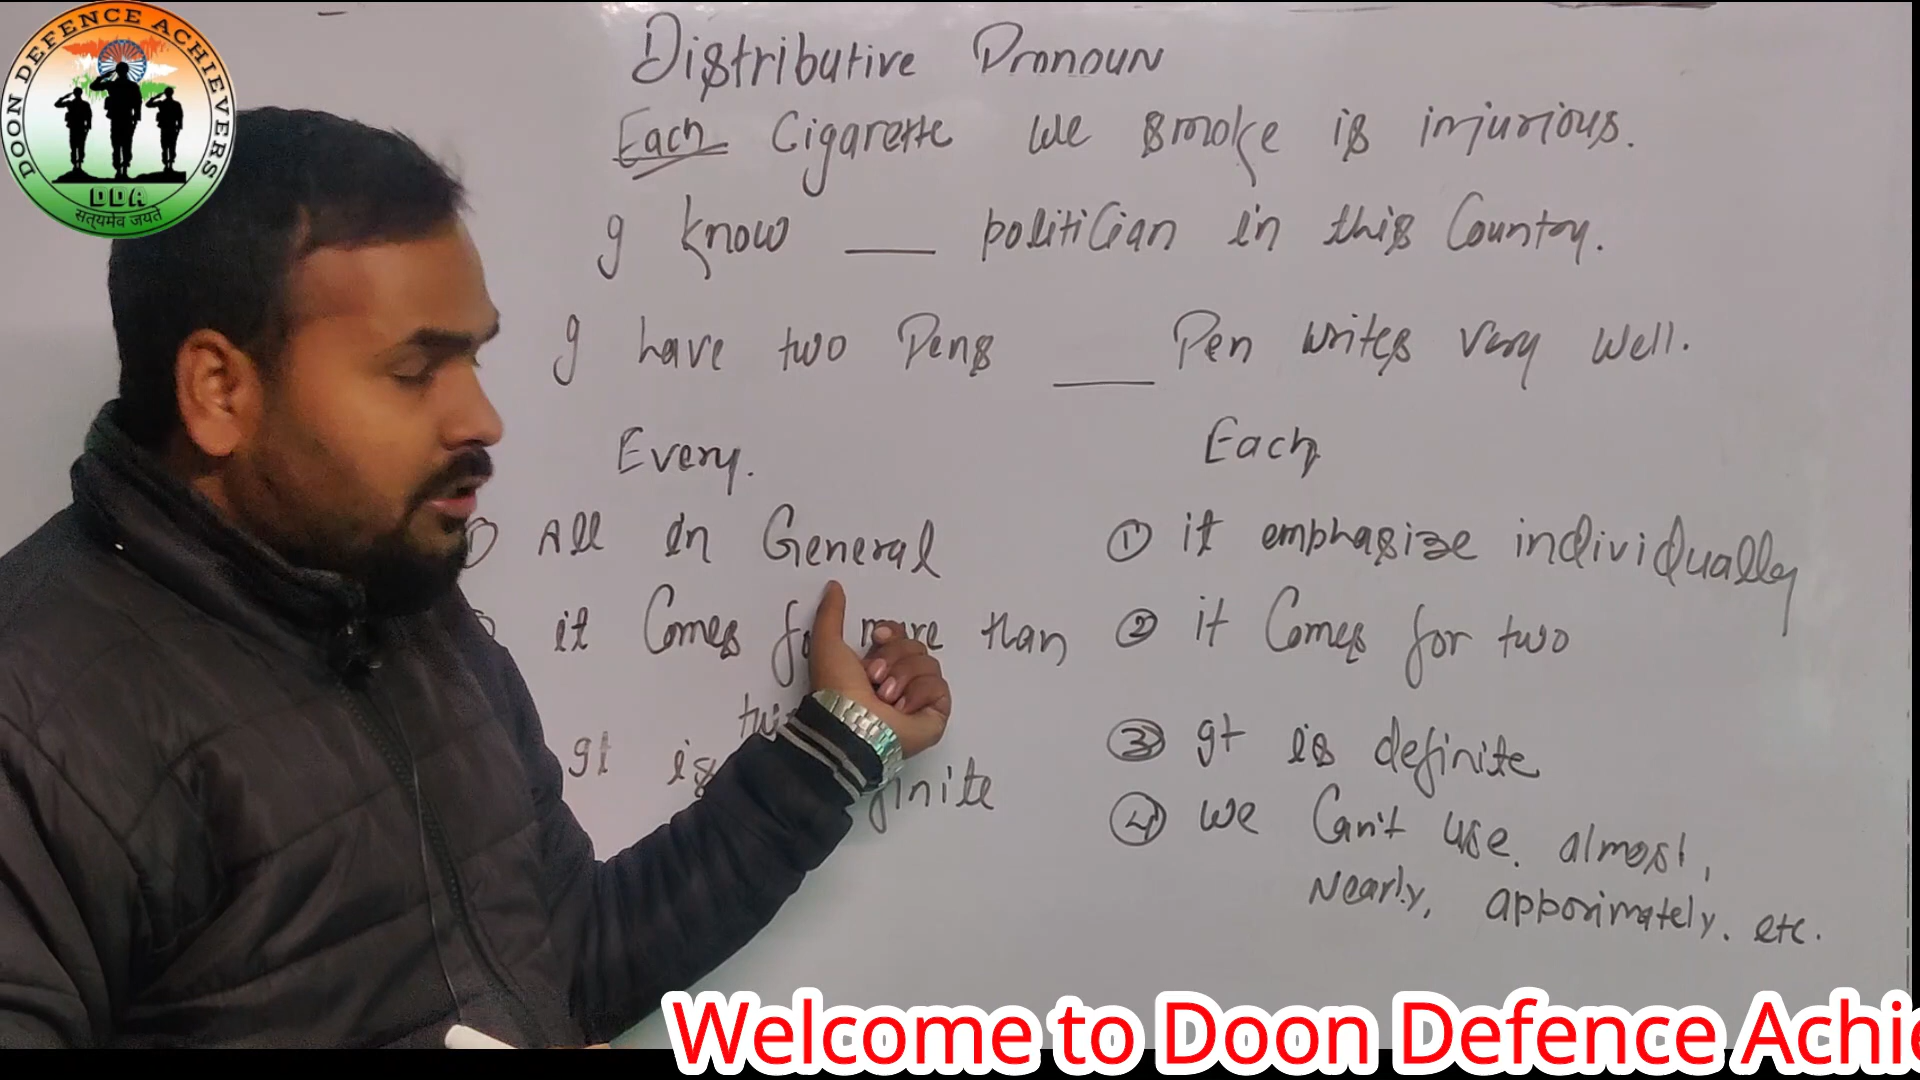 DOON DEFENCE ACHIEVERS
DDA
सत्यमेव जयते
Distributive Pronoun
Each Cigarette we smoke is injurious.
I know ___ politician in this Country.
I have two Pens ___ Pen writes very well.
Every.
All in General
it Comes for more than
It is
Each
① it emphasize individually
② it Comes for two
③ It is definite
④ we Can't use. almost,
Nearly, approximately. etc.
Welcome to Doon Defence Achie